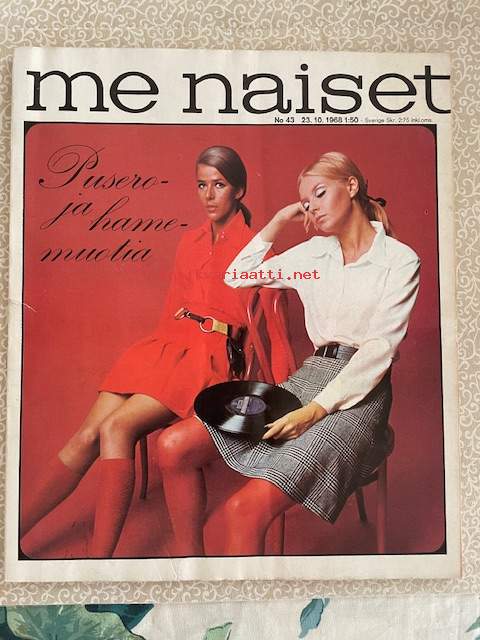 me naiset
No 43 23.10.1968 1:50 - Sverige Skr. 2:75 inkl.oms.
Pusero-
ja hame-
muotia
riaatti.net